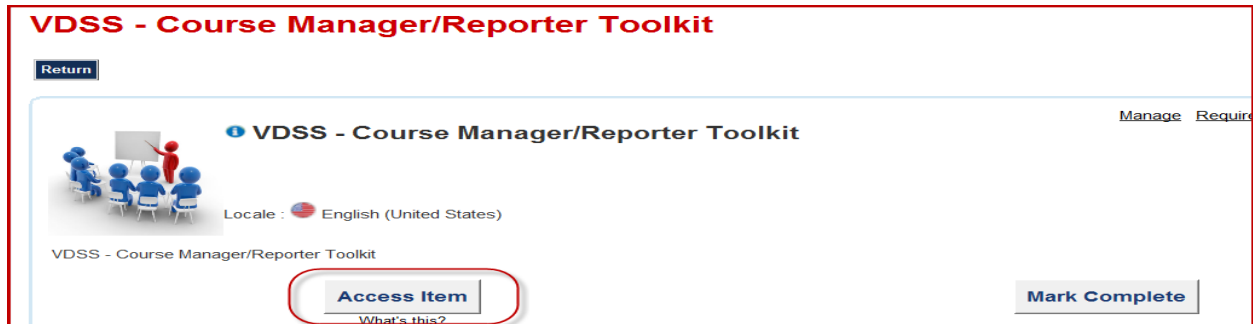 VDSS - Course Manager/Reporter Toolkit
Return
Manage Require
VDSS - Course Manager/Reporter Toolkit
Locale : English (United States)
VDSS - Course Manager/Reporter Toolkit
Access Item
Mark Complete
What's this?